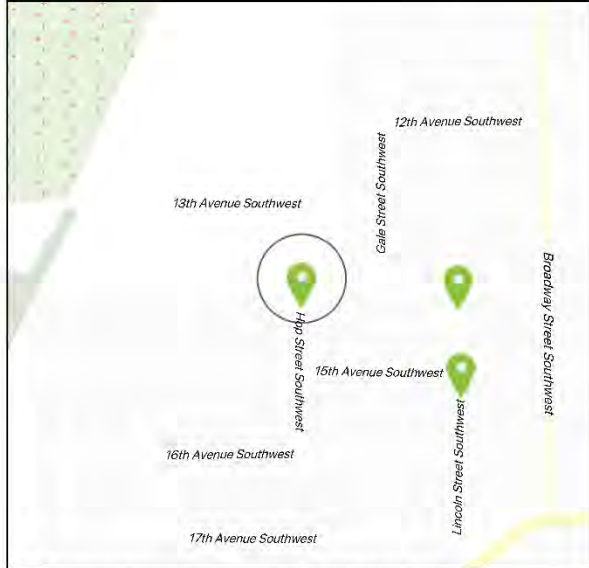 12th Avenue Southwest
Gale Street Southwest
13th Avenue Southwest
Broadway Street Southwest
Hop Street Southwest
15th Avenue Southwest
Lincoln Street Southwest
16th Avenue Southwest
17th Avenue Southwest